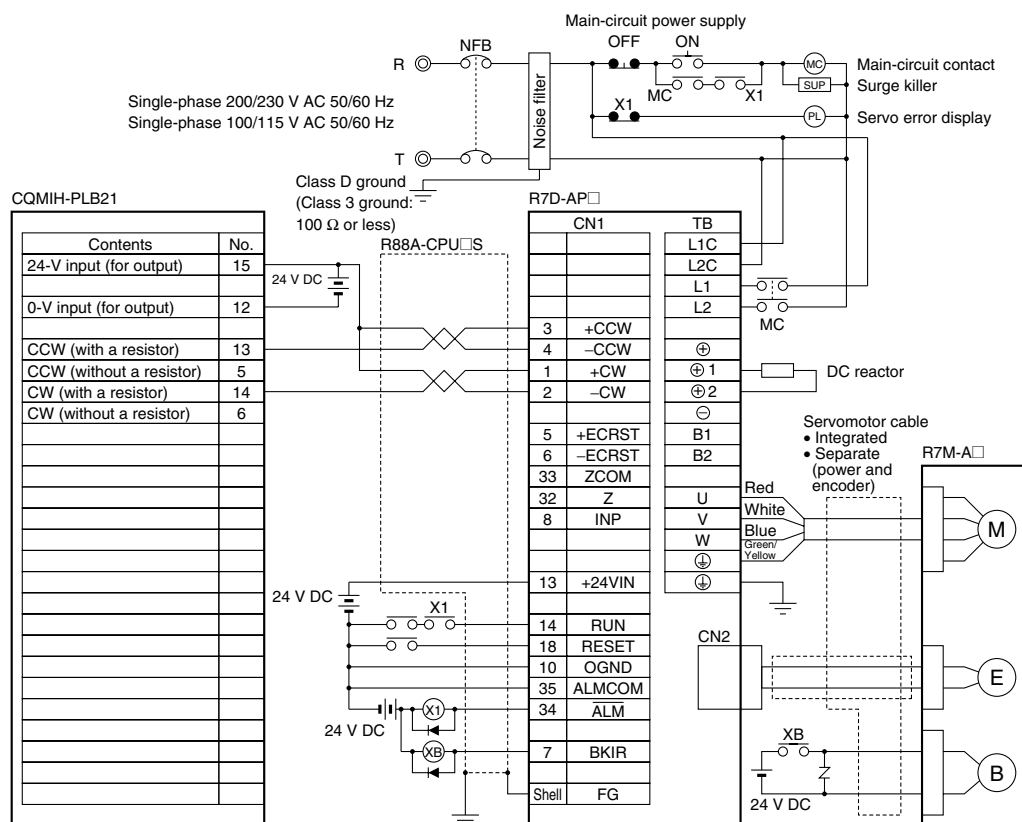 Main-circuit power supply
NFB OFF ON
R MC Main-circuit contact
MC X1 SUP Surge killer
Single-phase 200/230 V AC 50/60 Hz
Single-phase 100/115 V AC 50/60 Hz
Noise filter
X1 PL Servo error display
T
Class D ground
(Class 3 ground:
100 Ω or less)
CQMIH-PLB21 R7D-AP□
R88A-CPU□S
CN1 TB
Contents No.
L1C
24-V input (for output) 15 L2C
24 V DC
L1
0-V input (for output) 12 L2
MC
3 +CCW
CCW (with a resistor) 13 4 –CCW ⊕
CCW (without a resistor) 5 1 +CW ⊕ 1 DC reactor
CW (with a resistor) 14 2 –CW ⊕ 2
CW (without a resistor) 6 ⊖
5 +ECRST B1
6 –ECRST B2
Servomotor cable
• Integrated
• Separate
(power and
encoder)
R7M-A□
33 ZCOM
32 Z U Red
8 INP V White
W Blue
Green/
Yellow
M
13 +24VIN
24 V DC
X1
14 RUN
18 RESET
CN2
10 OGND
35 ALMCOM
E
X1 34 ALM
24 V DC
XB 7 BKIR
XB
B
24 V DC
Shell FG